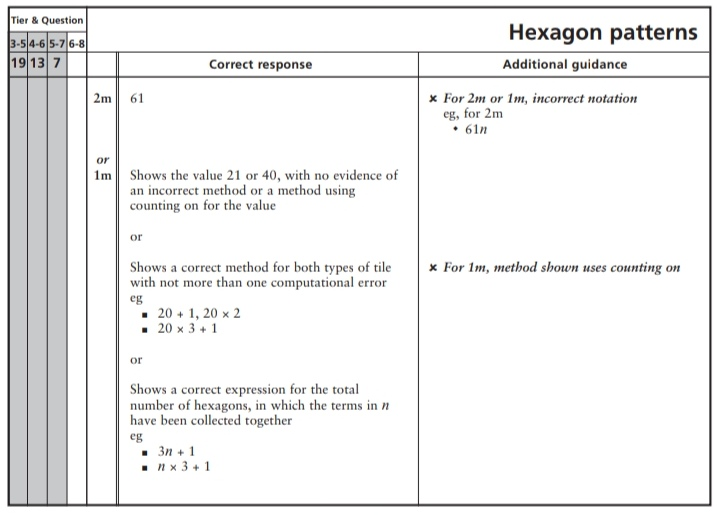 Tier & Question
Hexagon patterns
3-5 4-6 5-7 6-8
19 13 7
Correct response
Additional guidance
2m
61
✖ For 2m or 1m, incorrect notation
eg, for 2m
• 61n
or
1m
Shows the value 21 or 40, with no evidence of
an incorrect method or a method using
counting on for the value
or
Shows a correct method for both types of tile
with not more than one computational error
eg
■ 20 + 1, 20 × 2
■ 20 × 3 + 1
✖ For 1m, method shown uses counting on
or
Shows a correct expression for the total
number of hexagons, in which the terms in n
have been collected together
eg
■ 3n + 1
■ n × 3 + 1